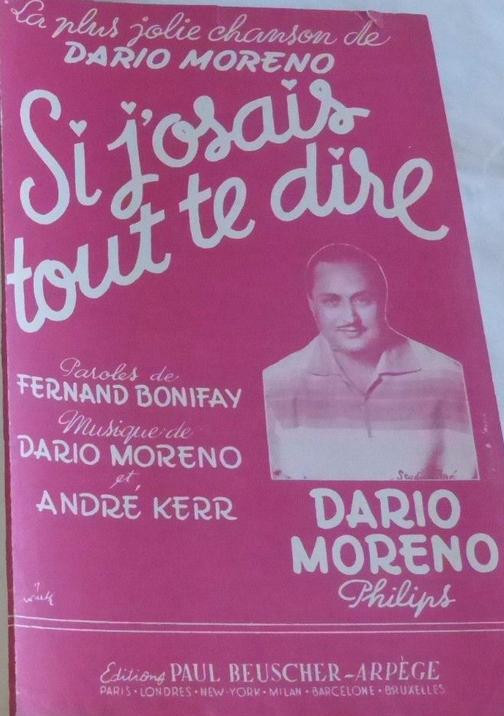 La plus jolie chanson de
DARIO MORENO
Si j'osais
tout te dire
Paroles de
FERNAND BONIFAY
Musique de
DARIO MORENO
et
ANDRÉ KERR
DARIO
MORENO
Philips
Editions PAUL BEUSCHER-ARPÈGE
PARIS · LONDRES · NEW-YORK · MILAN · BARCELONE · BRUXELLES